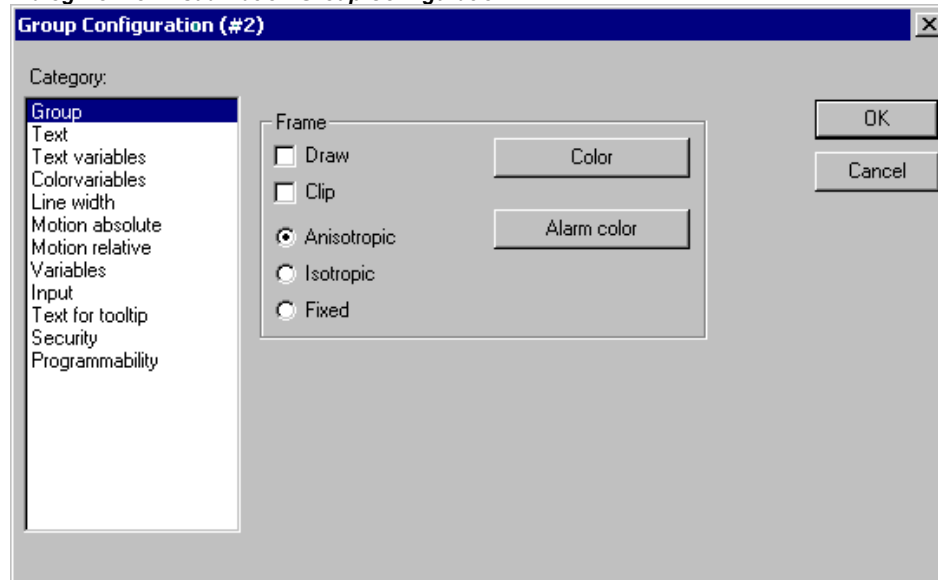 Group Configuration (#2)
Category:
Group
Text
Text variables
Colorvariables
Line width
Motion absolute
Motion relative
Variables
Input
Text for tooltip
Security
Programmability
Frame
Draw
Clip
Anisotropic
Isotropic
Fixed
Color
Alarm color
OK
Cancel